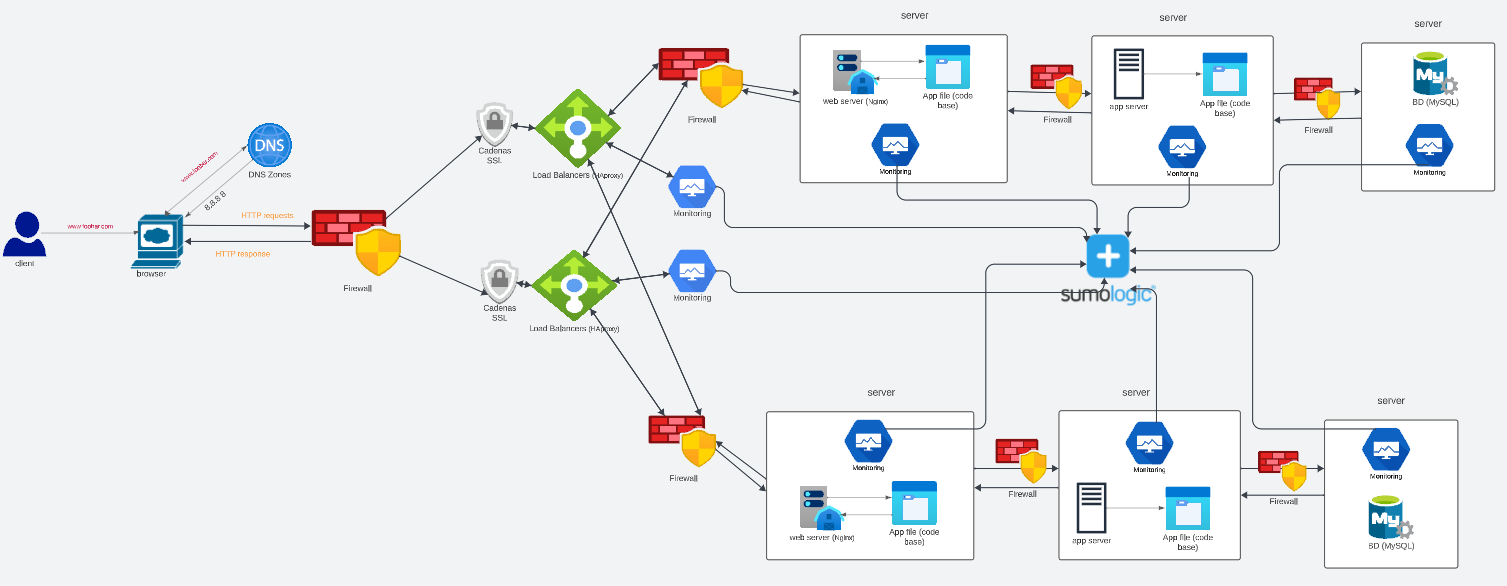 server
server
server
web server (Nginx)
App file (code
base)
Firewall
app server
App file (code
base)
Firewall
My
BD (MySQL)
Firewall
Monitoring
Monitoring
Monitoring
Cadenas
SSL
Load Balancers (HAproxy)
www.foobar.com
DNS
DNS Zones
8.8.8.8
Monitoring
client
www.foobar.com
browser
HTTP requests
HTTP response
Firewall
Cadenas
SSL
Load Balancers (HAproxy)
Monitoring
sumologic
server
server
server
Firewall
Monitoring
web server (Nginx)
App file (code
base)
Firewall
Monitoring
app server
App file (code
base)
Firewall
Monitoring
My
BD (MySQL)